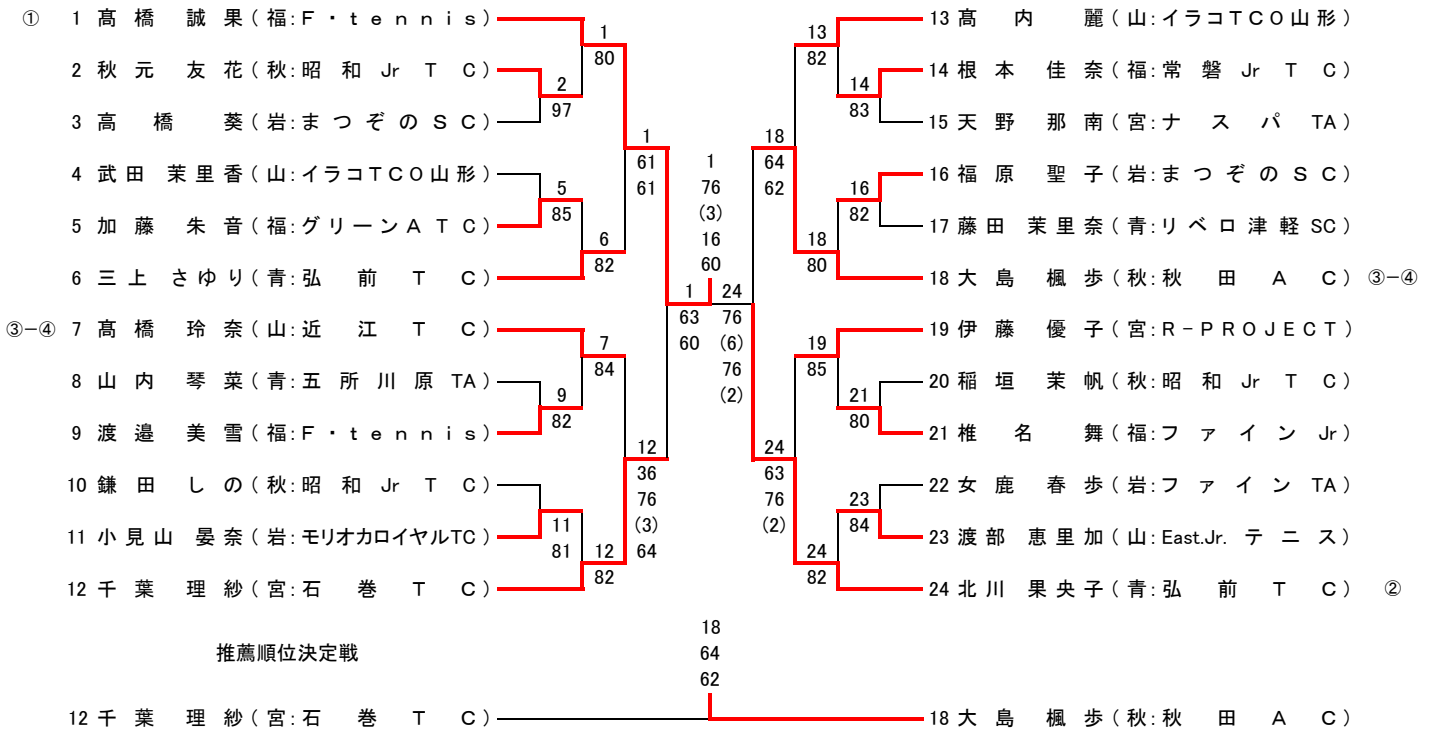 ① 1 髙橋 誠果(福:F・tennis)
1
80
2 秋元 友花(秋:昭和 Jr TC)
2
97
3 高橋 葵(岩:まつぞのSC)
1
61
61
4 武田 茉里香(山:イラコTCO山形)
5
85
5 加藤 朱音(福:グリーンATC)
6
82
6 三上 さゆり(青:弘前TC)
1
63
60
③−④ 7 髙橋 玲奈(山:近江TC)
7
84
8 山内 琴菜(青:五所川原TA)
9
82
9 渡邉 美雪(福:F・tennis)
12
36
76
(3)
64
10 鎌田 しの(秋:昭和 Jr TC)
11
81
11 小見山 晏奈(岩:モリオカロイヤルTC)
12
82
12 千葉 理紗(宮:石巻TC)
1
76
(3)
16
60
24
76
(6)
76
(2)
13 髙内 麗(山:イラコTCO山形)
13
82
14 根本 佳奈(福:常磐 Jr TC)
14
83
15 天野 那南(宮:ナスパTA)
18
64
62
16 福原 聖子(岩:まつぞのSC)
16
82
17 藤田 茉里奈(青:リベロ津軽SC)
18
80
18 大島 楓歩(秋:秋田AC) ③−④
19 伊藤 優子(宮:R-PROJECT)
19
85
20 稲垣 茉帆(秋:昭和 Jr TC)
21
80
21 椎名 舞(福:ファインJr)
24
63
76
(2)
22 女鹿 春歩(岩:ファインTA)
23
84
23 渡部 恵里加(山:East.Jr.テニス)
24
82
24 北川 果央子(青:弘前TC) ②
推薦順位決定戦
18
64
62
12 千葉 理紗(宮:石巻TC)
18 大島 楓歩(秋:秋田AC)